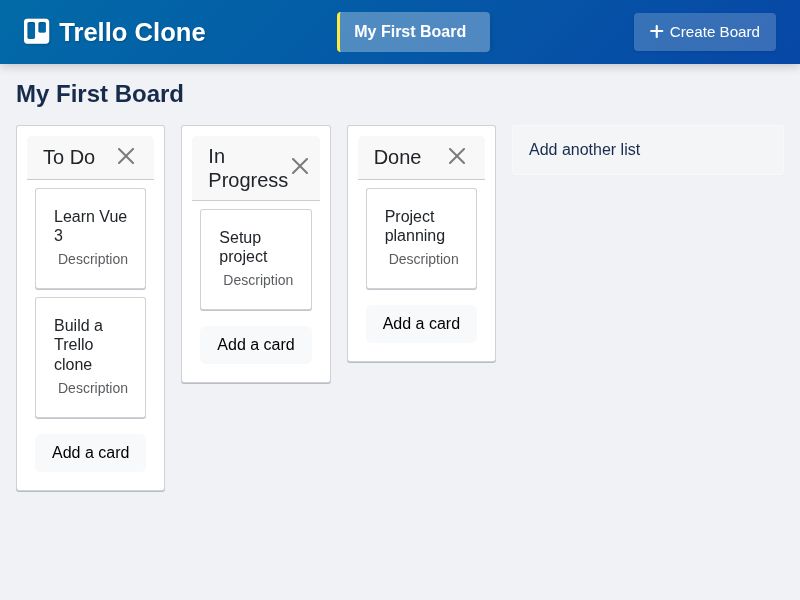 Trello Clone
My First Board
Create Board
My First Board
To Do
Learn Vue
3
Description
Build a
Trello
clone
Description
Add a card
In
Progress
Setup
project
Description
Add a card
Done
Project
planning
Description
Add a card
Add another list